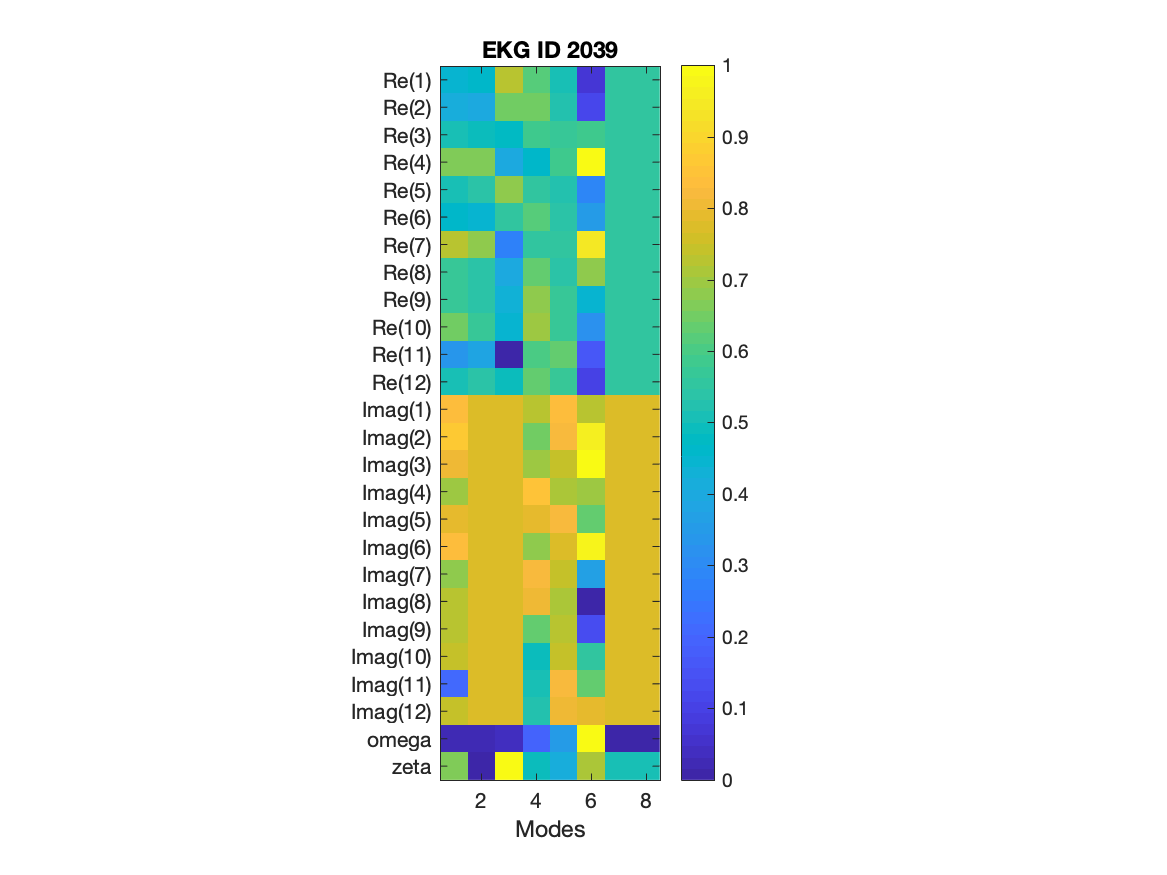 EKG ID 2039
Re(1)
Re(2)
Re(3)
Re(4)
Re(5)
Re(6)
Re(7)
Re(8)
Re(9)
Re(10)
Re(11)
Re(12)
Imag(1)
Imag(2)
Imag(3)
Imag(4)
Imag(5)
Imag(6)
Imag(7)
Imag(8)
Imag(9)
Imag(10)
Imag(11)
Imag(12)
omega
zeta
2 4 6 8
Modes
1
0.9
0.8
0.7
0.6
0.5
0.4
0.3
0.2
0.1
0